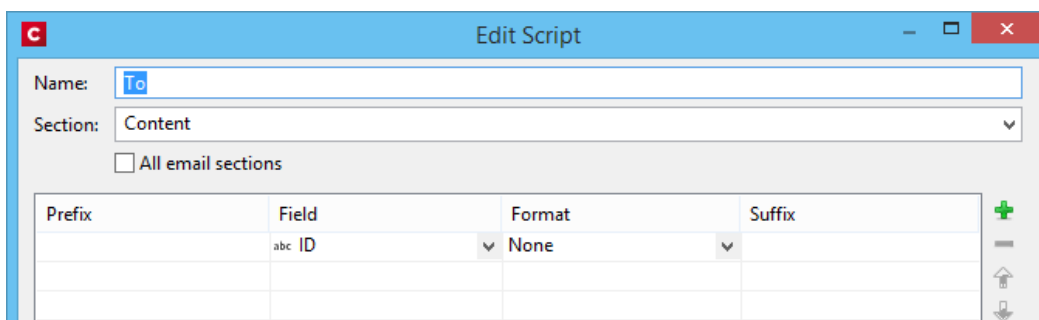 C
Edit Script
Name: To
Section: Content
All email sections
Prefix Field Format Suffix
abc ID None